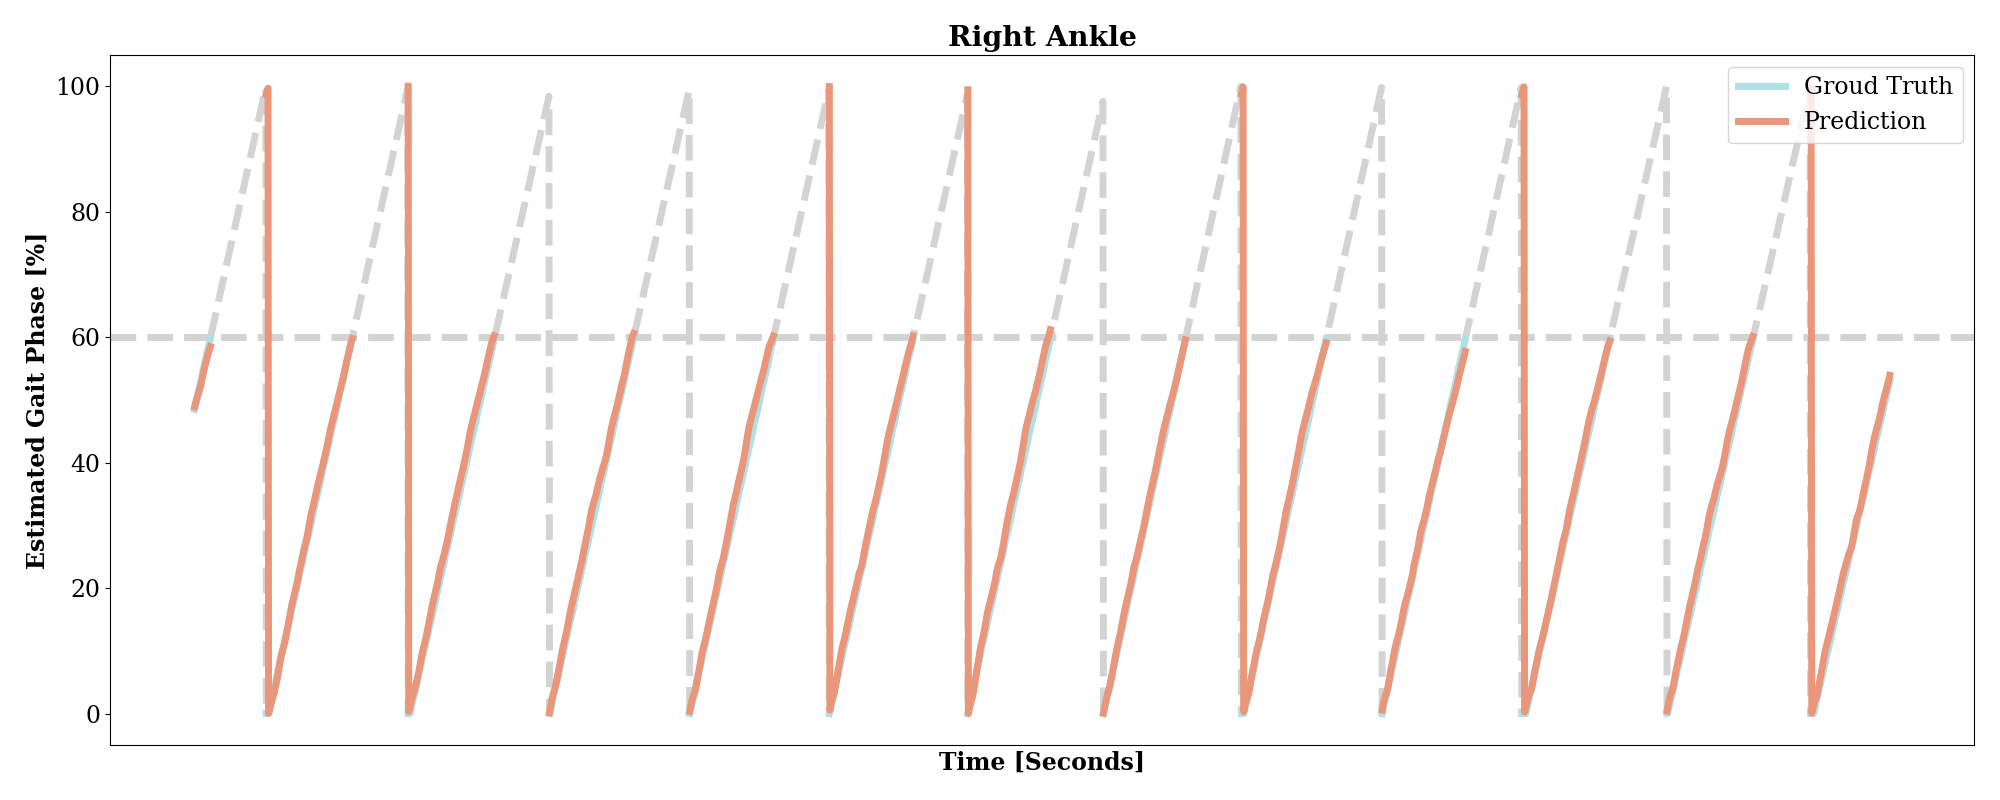 Right Ankle
Estimated Gait Phase [%]
100
80
60
40
20
0
Groud Truth
Prediction
Time [Seconds]